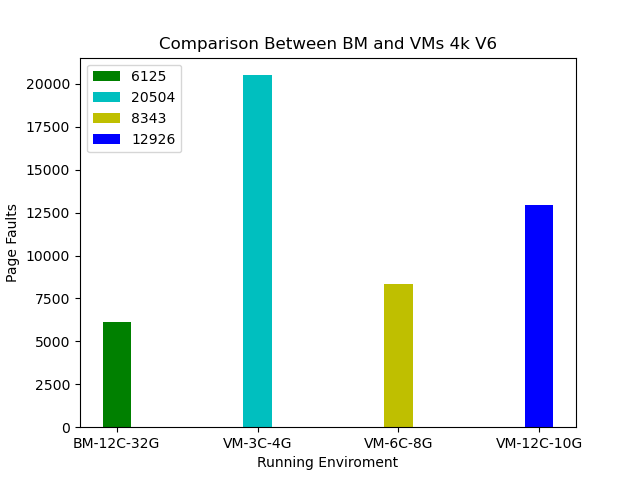 Comparison Between BM and VMs 4k V6
6125
20504
8343
12926
20000
17500
15000
12500
10000
7500
5000
2500
0
Page Faults
BM-12C-32G
VM-3C-4G
VM-6C-8G
VM-12C-10G
Running Enviroment